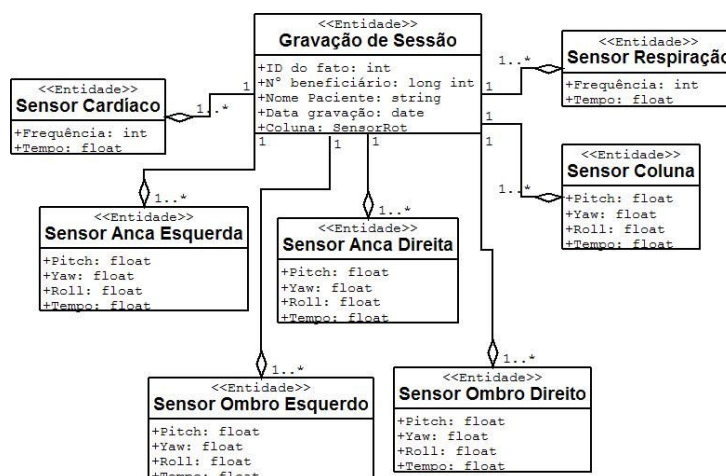 <<Entidade>>
Gravação de Sessão
+ID do fato: int
+Nº beneficiário: long int
+Nome Paciente: string
+Data gravação: date
+Coluna: SensorRot
<<Entidade>>
Sensor Respiração
+Frequência: int
+Tempo: float
1..*
1
<<Entidade>>
Sensor Cardíaco
+Frequência: int
+Tempo: float
1..*
1
<<Entidade>>
Sensor Coluna
+Pitch: float
+Yaw: float
+Roll: float
+Tempo: float
1..*
1
1
1
1
1
<<Entidade>>
Sensor Anca Esquerda
+Pitch: float
+Yaw: float
+Roll: float
+Tempo: float
1..*
<<Entidade>>
Sensor Anca Direita
+Pitch: float
+Yaw: float
+Roll: float
+Tempo: float
1..*
<<Entidade>>
Sensor Ombro Esquerdo
+Pitch: float
+Yaw: float
+Roll: float
+Tempo: float
1..*
<<Entidade>>
Sensor Ombro Direito
+Pitch: float
+Yaw: float
+Roll: float
+Tempo: float
1..*